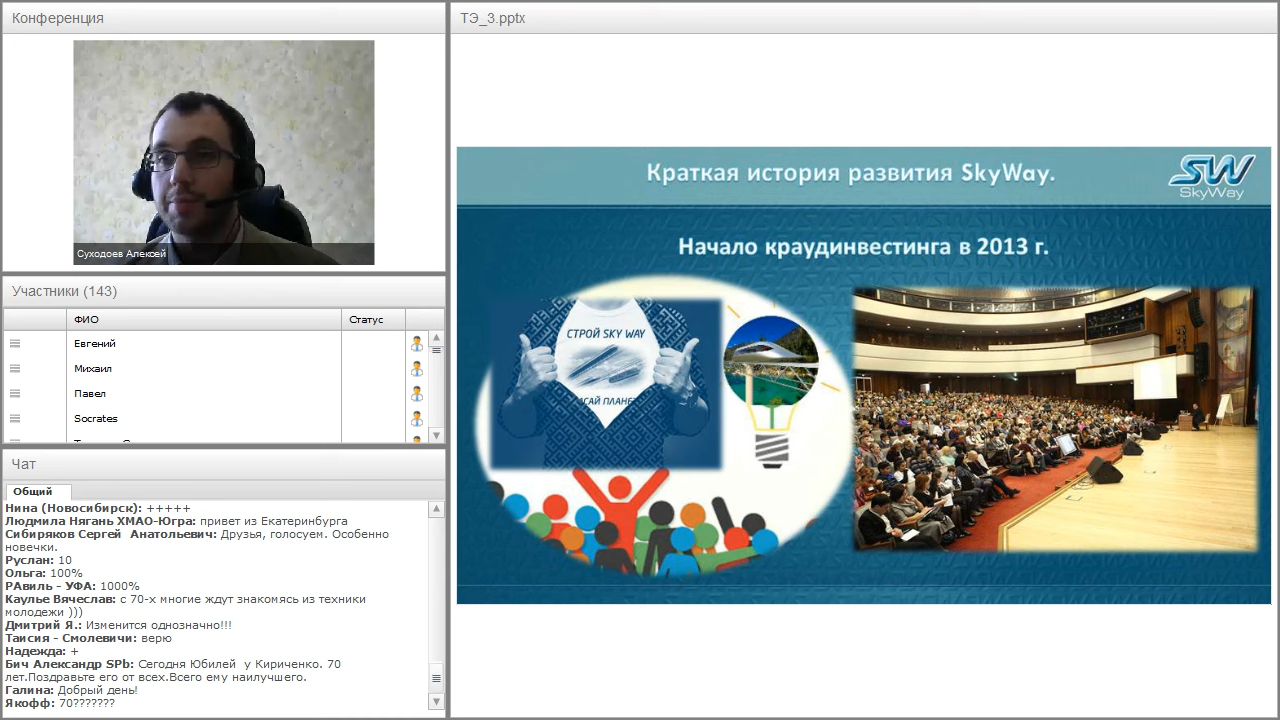 Конференция
Суходоев Алексей
Участники (143)
ФИО
Статус
Евгений
Михаил
Павел
Socrates
Чат
Общий
Нина (Новосибирск): +++++
Людмила Нягань ХМАО-Югра: привет из Екатеринбурга
Сибиряков Сергей Анатольевич: Друзья, голосуем. Особенно
новечки.
Руслан: 10
Ольга: 100%
РАвиль - УФА: 1000%
Каулье Вячеслав: с 70-х многие ждут знакомясь из техники
молодежи )))
Дмитрий Я.: Изменится однозначно!!!
Таисия - Смолевичи: верю
Надежда: +
Бич Александр SPb: Сегодня Юбилей у Кириченко. 70
лет.Поздравьте его от всех.Всего ему наилучшего.
Галина: Добрый день!
Якофф: 70???????
ТЭ_3.pptx
Краткая история развития SkyWay.
SW
SkyWay
Начало краудинвестинга в 2013 г.
СТРОЙ SKY WAY